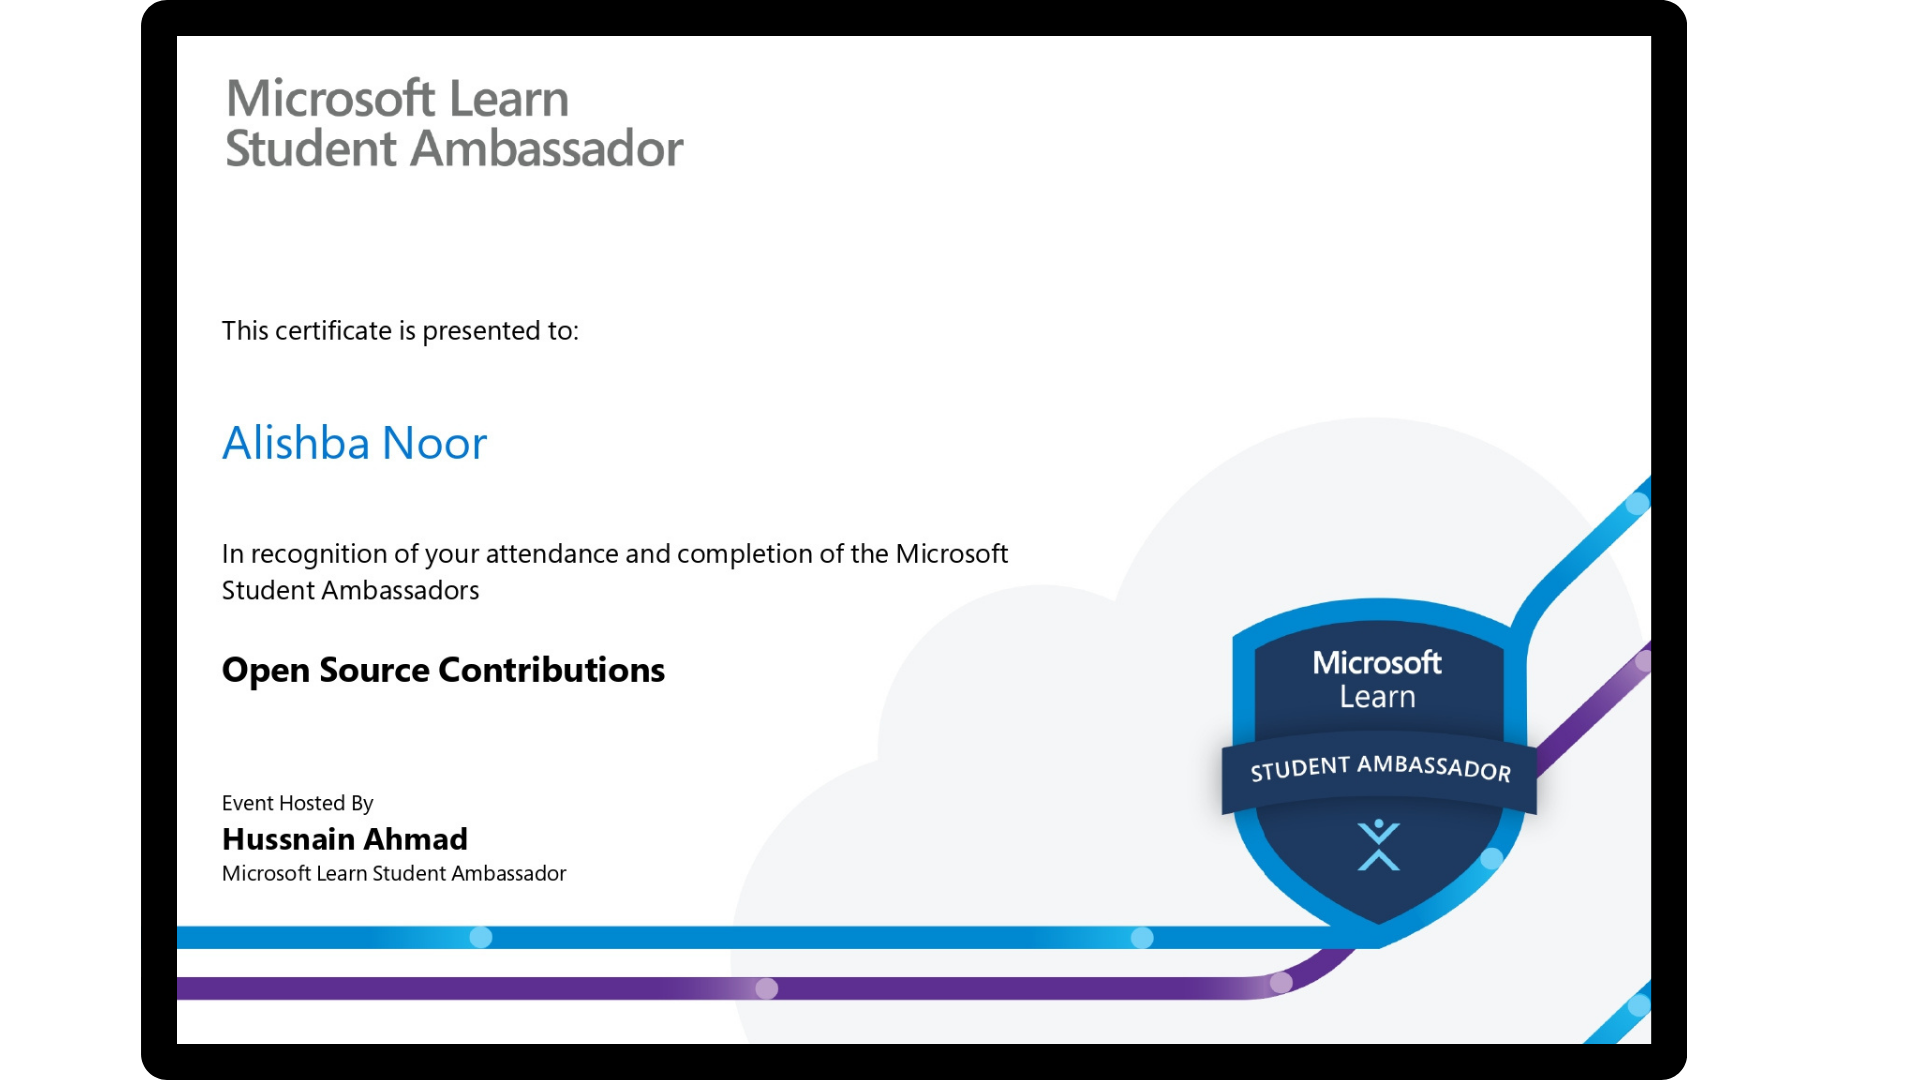 Microsoft Learn
Student Ambassador
This certificate is presented to:
Alishba Noor
In recognition of your attendance and completion of the Microsoft
Student Ambassadors
Open Source Contributions
Event Hosted By
Hussnain Ahmad
Microsoft Learn Student Ambassador
Microsoft
Learn
STUDENT AMBASSADOR